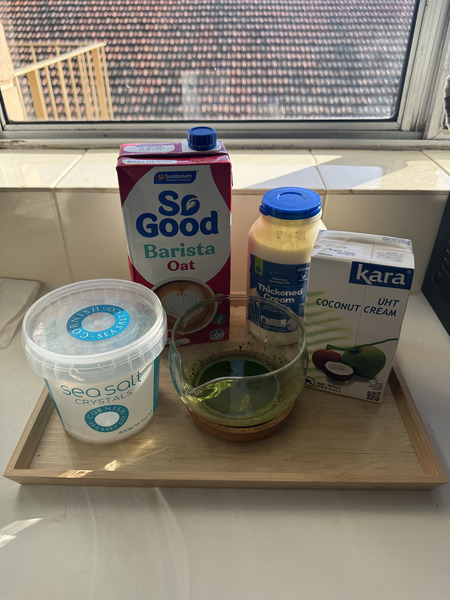 Sanitarium
So
Good
Barista
Oat
Thickened
Cream
kara
COCONUT UHT
CREAM
CORNISH
SEA SALT
SEA SALT
CRYSTALS
CORNISH
SEA SALT